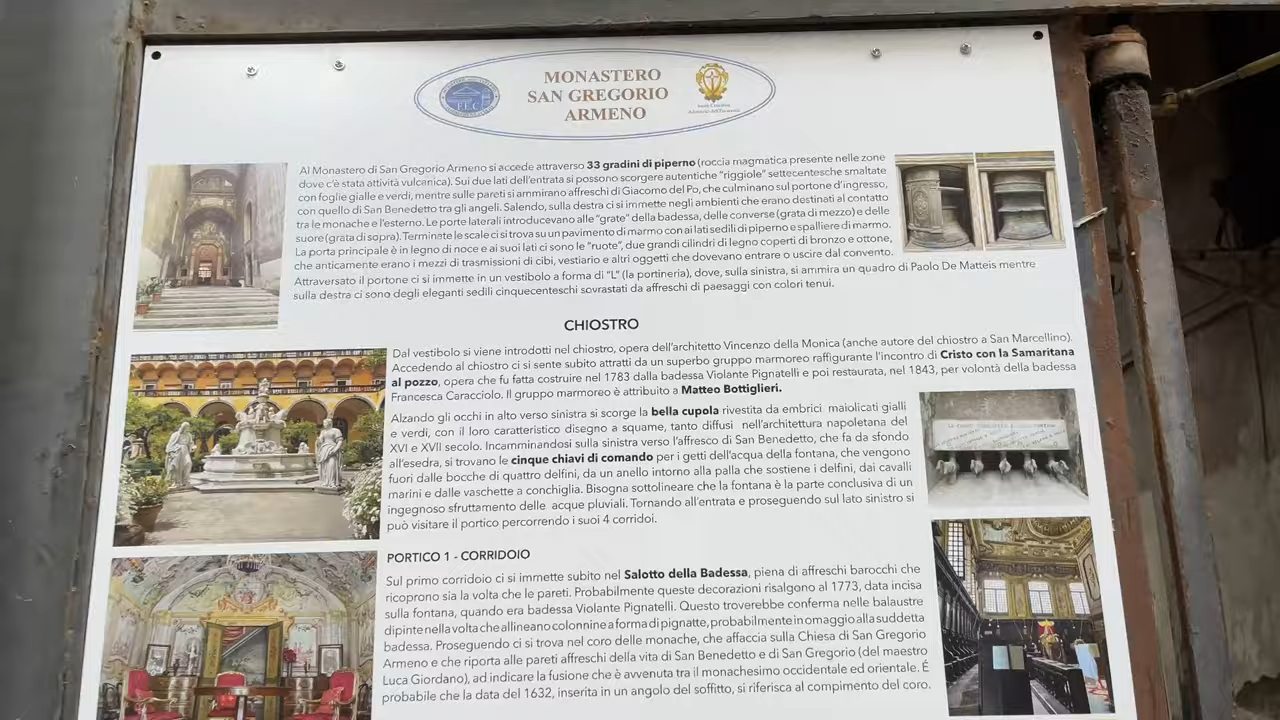 MONASTERO
SAN GREGORIO
ARMENO
F.E.C.
Al Monastero di San Gregorio Armeno si accede attraverso 33 gradini di piperno (roccia magmatica presente nelle zone
dove c'è stata attività vulcanica). Sui due lati dell'entrata si possono scorgere autentiche "riggiole" settecentesche smaltate
con foglie gialle e verdi, mentre sulle pareti si ammirano affreschi di Giacomo del Po, che culminano sul portone d'ingresso,
con quello di San Benedetto tra gli angeli. Salendo, sulla destra ci si immette negli ambienti che erano destinati al contatto
tra le monache e l'esterno. Le porte laterali introducevano alle "grate" della badessa, delle converse (grata di mezzo) e delle
suore (grata di sopra). Terminate le scale ci si trova su un pavimento di marmo con ai lati sedili di piperno e spalliere di marmo.
La porta principale è in legno di noce e ai suoi lati ci sono le "ruote", due grandi cilindri di legno coperti di bronzo e ottone,
che anticamente erano i mezzi di trasmissioni di cibi, vestiario e altri oggetti che dovevano entrare o uscire dal convento.
Attraversato il portone ci si immette in un vestibolo a forma di "L" (la portineria), dove, sulla sinistra, si ammira un quadro di Paolo De Matteis mentre
sulla destra ci sono degli eleganti sedili cinquecenteschi sovrastati da affreschi di paesaggi con colori tenui.
CHIOSTRO
Dal vestibolo si viene introdotti nel chiostro, opera dell'architetto Vincenzo della Monica (anche autore del chiostro a San Marcellino).
Accedendo al chiostro ci si sente subito attratti da un superbo gruppo marmoreo raffigurante l'incontro di Cristo con la Samaritana
al pozzo, opera che fu fatta costruire nel 1783 dalla badessa Violante Pignatelli e poi restaurata, nel 1843, per volontà della badessa
Francesca Caracciolo. Il gruppo marmoreo è attribuito a Matteo Bottiglieri.
Alzando gli occhi in alto verso sinistra si scorge la bella cupola rivestita da embrici maiolicati gialli
e verdi, con il loro caratteristico disegno a squame, tanto diffusi nell'architettura napoletana del
XVI e XVII secolo. Incamminandosi sulla sinistra verso l'affresco di San Benedetto, che fa da sfondo
all'esedra, si trovano le cinque chiavi di comando per i getti dell'acqua della fontana, che vengono
fuori dalle bocche di quattro delfini, da un anello intorno alla palla che sostiene i delfini, dai cavalli
marini e dalle vaschette a conchiglia. Bisogna sottolineare che la fontana è la parte conclusiva di un
ingegnoso sfruttamento delle acque pluviali. Tornando all'entrata e proseguendo sul lato sinistro si
può visitare il portico percorrendo i suoi 4 corridoi.
PORTICO 1 - CORRIDOIO
Sul primo corridoio ci si immette subito nel Salotto della Badessa, piena di affreschi barocchi che
ricoprono sia la volta che le pareti. Probabilmente queste decorazioni risalgono al 1773, data incisa
sulla fontana, quando era badessa Violante Pignatelli. Questo troverebbe conferma nelle balaustre
dipinte nella volta che allineano colonnine a forma di pignatte, probabilmente in omaggio alla suddetta
badessa. Proseguendo ci si trova nel coro delle monache, che affaccia sulla Chiesa di San Gregorio
Armeno e che riporta alle pareti affreschi della vita di San Benedetto e di San Gregorio (del maestro
Luca Giordano), ad indicare la fusione che è avvenuta tra il monachesimo occidentale ed orientale. É
probabile che la data del 1632, inserita in un angolo del soffitto, si riferisca al compimento del coro.